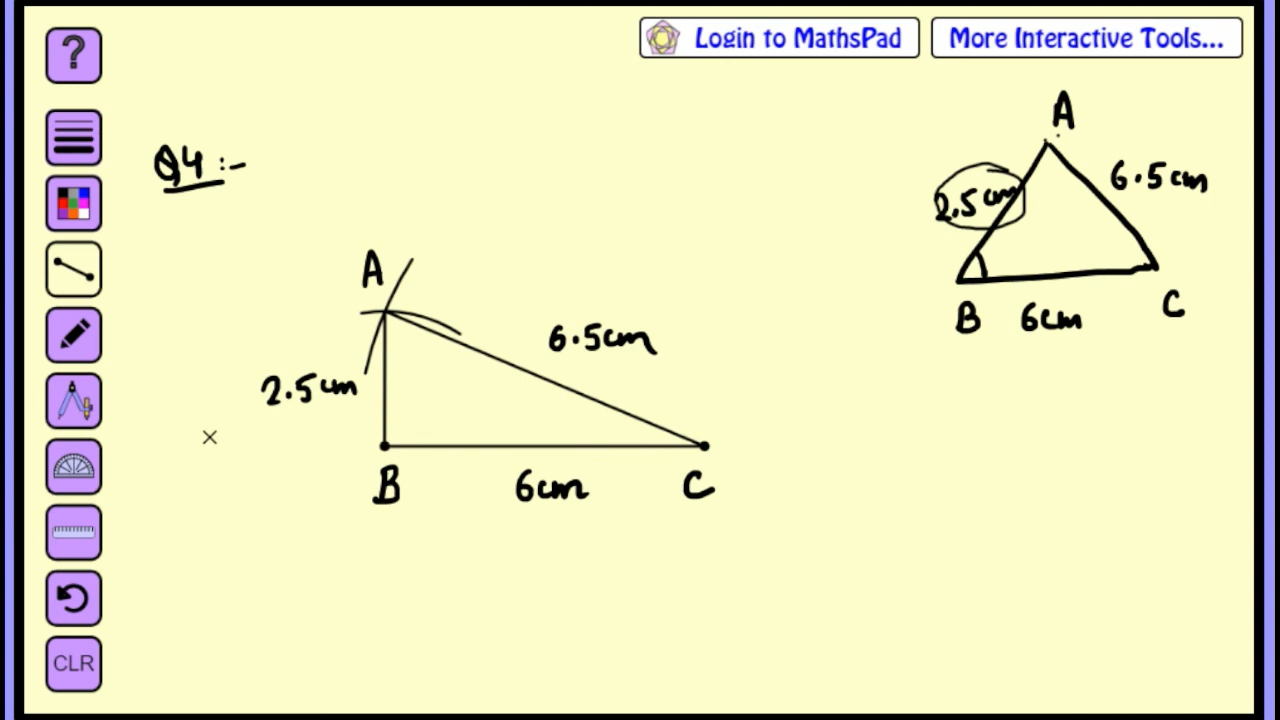 ?
Login to MathsPad
More Interactive Tools...
Q4 :-
A
2.5cm
6.5cm
B
6cm
C
A
6.5cm
2.5cm
B
6cm
C
CLR